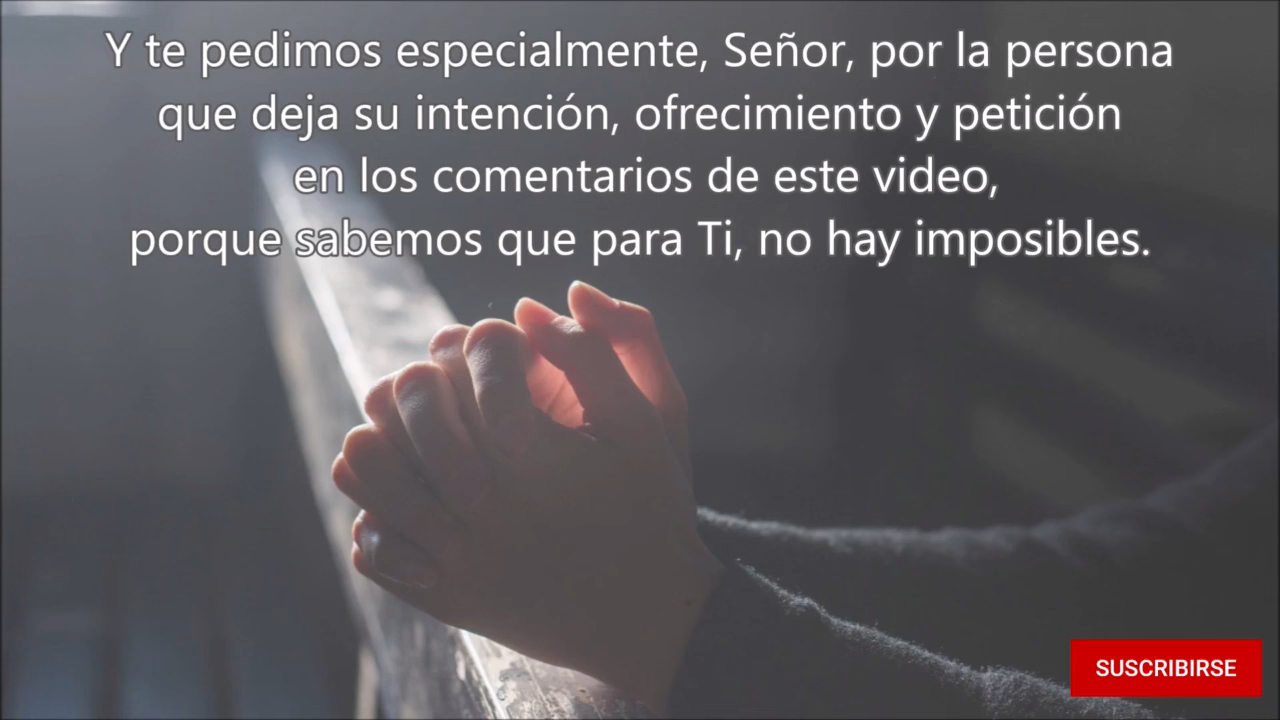 Y te pedimos especialmente, Señor, por la persona
que deja su intención, ofrecimiento y petición
en los comentarios de este video,
porque sabemos que para Ti, no hay imposibles.
SUSCRIBIRSE